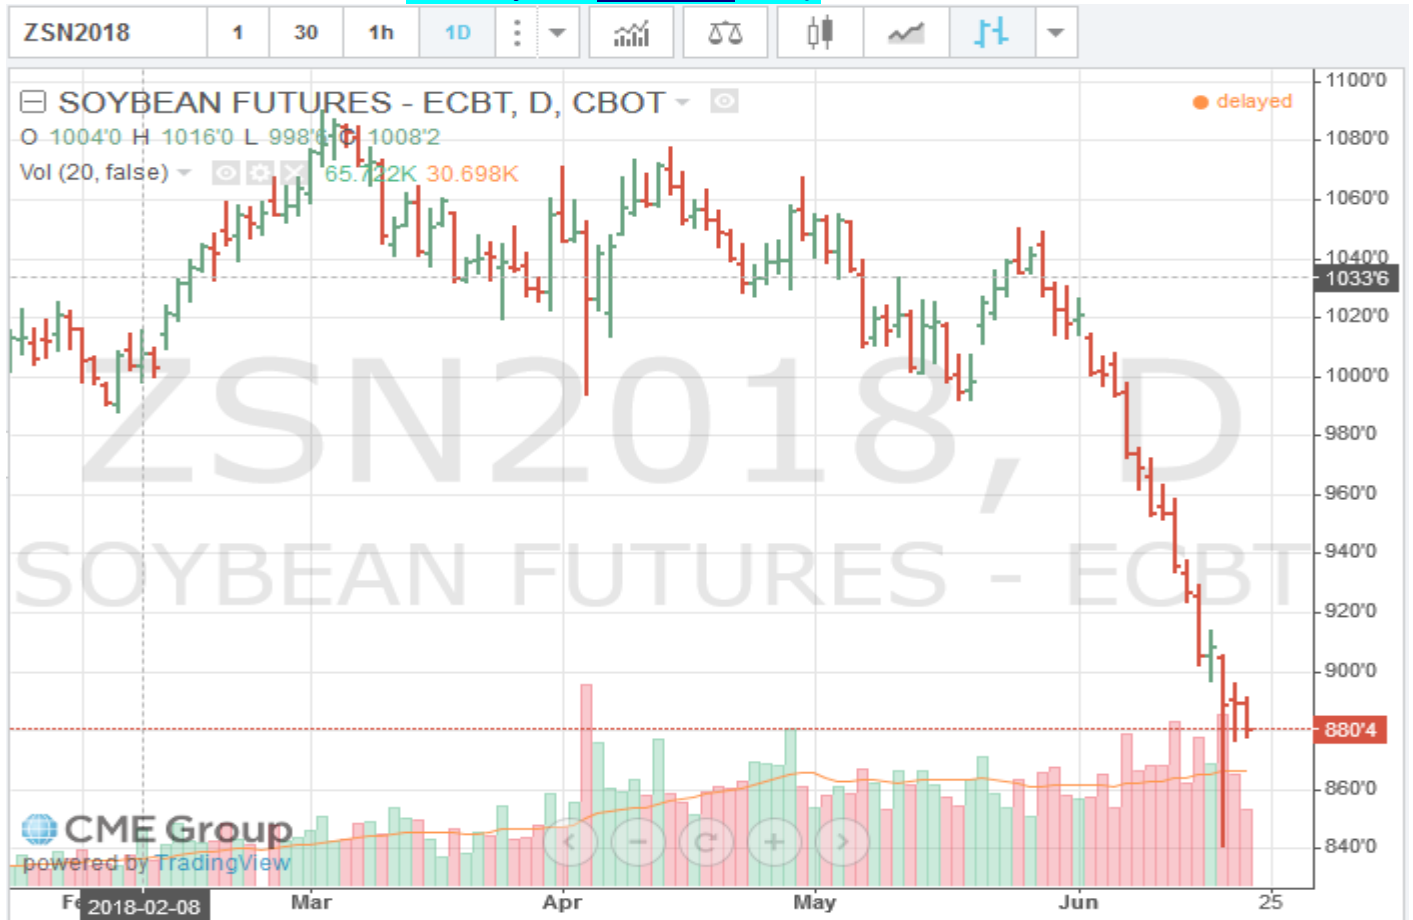 ZSN2018 1 30 1h 1D
SOYBEAN FUTURES - ECBT, D, CBOT
delayed
O 1004'0 H 1016'0 L 998'6 C 1008'2
Vol (20, false) 65.722K 30.698K
1100'0
1080'0
1060'0
1040'0
1033'6
1020'0
1000'0
980'0
960'0
940'0
920'0
900'0
880'4
860'0
840'0
ZSN2018, D
SOYBEAN FUTURES - ECBT
CME Group
powered by TradingView
2018-02-08 Mar Apr May Jun 25